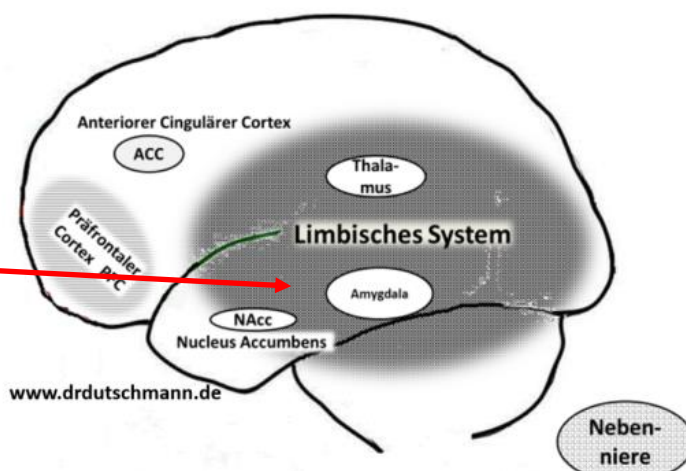 Anteriorer Cingulärer Cortex
ACC
Thala-
mus
Präfrontaler
Cortex PFC
Limbisches System
Amygdala
NAcc
Nucleus Accumbens
www.drdutschmann.de
Neben-
niere